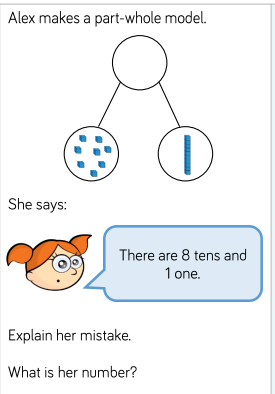 Alex makes a part-whole model.
She says:
There are 8 tens and
1 one.
Explain her mistake.
What is her number?